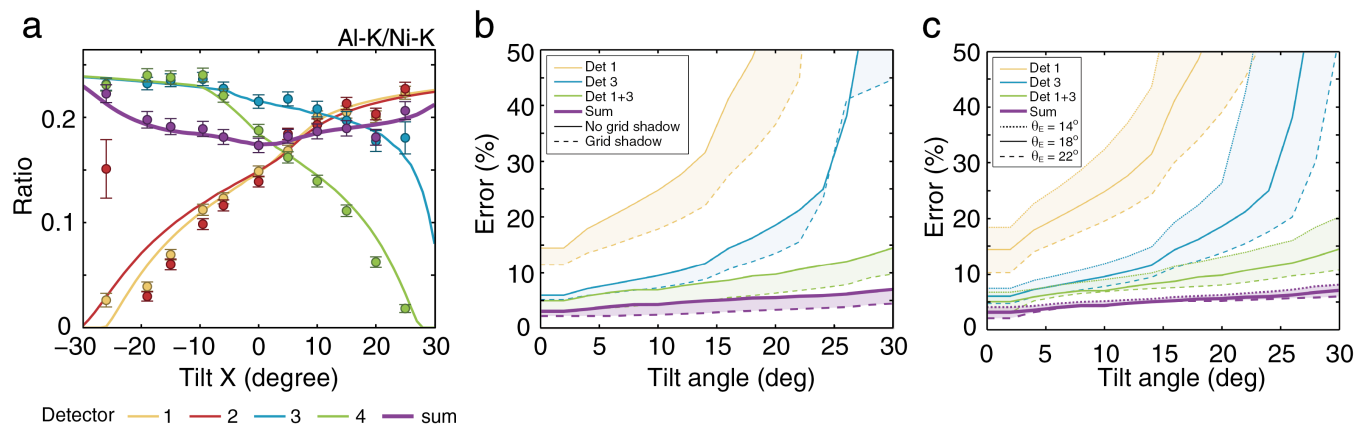 a
Al-K/Ni-K
Ratio
0.2
0.1
0
−30 −20 −10 0 10 20 30
Tilt X (degree)
Detector 1 2 3 4 sum
b
Error (%)
50
40
30
20
10
0
0 5 10 15 20 25 30
Tilt angle (deg)
Det 1
Det 3
Det 1+3
Sum
No grid shadow
Grid shadow
c
Error (%)
50
40
30
20
10
0
0 5 10 15 20 25 30
Tilt angle (deg)
Det 1
Det 3
Det 1+3
Sum
θE = 14°
θE = 18°
θE = 22°